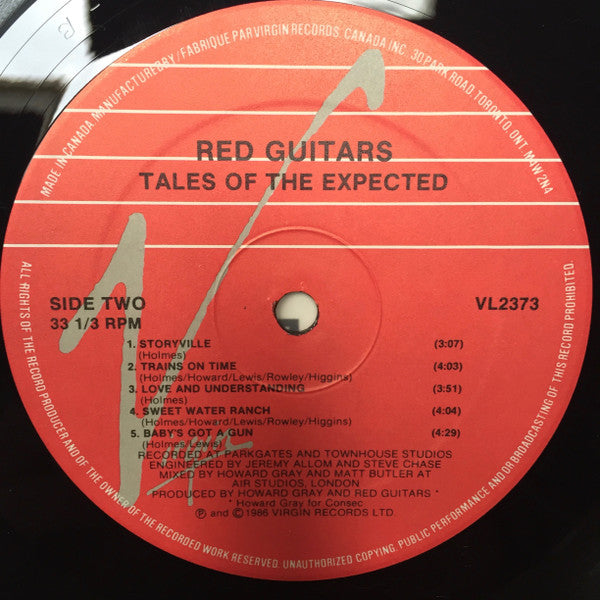 MADE IN CANADA. MANUFACTURED BY/FABRIQUE PAR VIRGIN RECORDS. CANADA INC. 30 PARK ROAD, TORONTO, ONT. M4W 2N4
RED GUITARS
TALES OF THE EXPECTED
SIDE TWO
33 1/3 RPM
VL2373
1. STORYVILLE (3:07)
(Holmes)
2. TRAINS ON TIME (4:03)
(Holmes/Howard/Lewis/Rowley/Higgins)
3. LOVE AND UNDERSTANDING (3:51)
(Holmes)
4. SWEET WATER RANCH (4:04)
(Holmes/Howard/Lewis/Rowley/Higgins)
5. BABY'S GOT A GUN (4:29)
(Holmes/Lewis)
RECORDED AT PARKGATES AND TOWNHOUSE STUDIOS
ENGINEERED BY JEREMY ALLOM AND STEVE CHASE
MIXED BY HOWARD GRAY AND MATT BUTLER AT
AIR STUDIOS, LONDON
PRODUCED BY HOWARD GRAY AND RED GUITARS *
* Howard Gray for Consec
Ⓟ and © 1986 VIRGIN RECORDS LTD.
Virgin
ALL RIGHTS OF THE RECORD PRODUCER AND OF THE OWNER OF THE RECORDED WORK RESERVED. UNAUTHORIZED COPYING, PUBLIC PERFORMANCE AND/OR BROADCASTING OF THIS RECORD PROHIBITED.